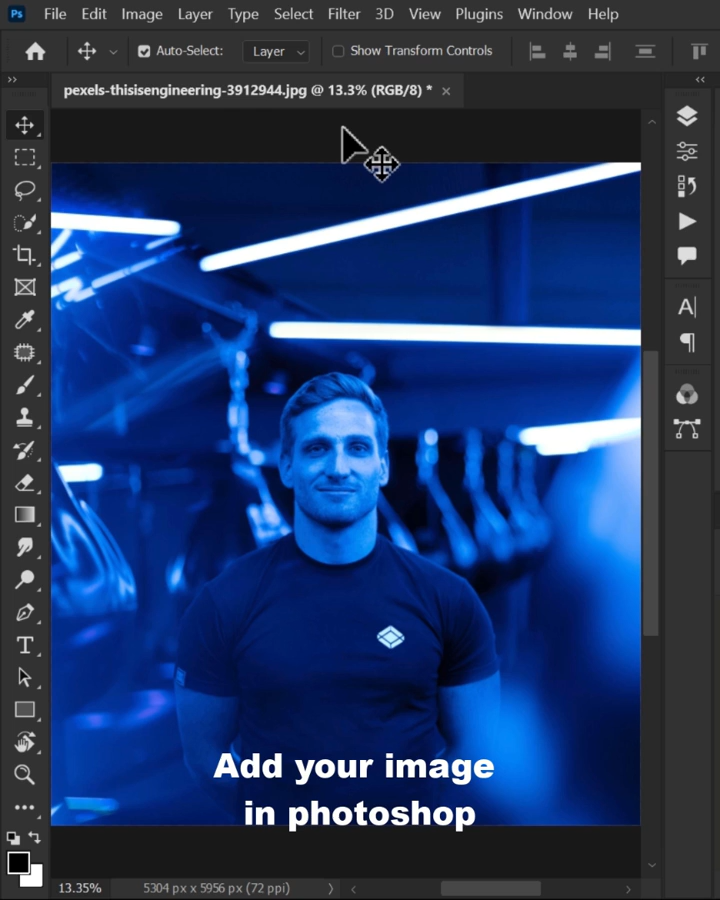 Ps File Edit Image Layer Type Select Filter 3D View Plugins Window Help
Auto-Select: Layer Show Transform Controls
pexels-thisisengineering-3912944.jpg @ 13.3% (RGB/8) * ×
Add your image
in photoshop
13.35% 5304 px x 5956 px (72 ppi)